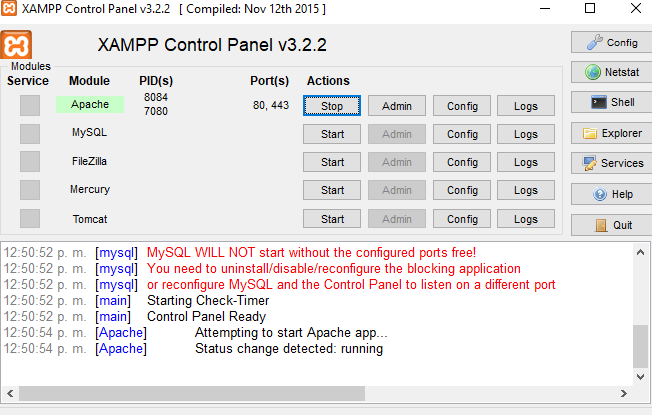 XAMPP Control Panel v3.2.2 [ Compiled: Nov 12th 2015 ]
XAMPP Control Panel v3.2.2
Config
Modules
Service Module PID(s) Port(s) Actions
Netstat
Apache 8084 7080 80, 443 Stop Admin Config Logs
Shell
MySQL Start Admin Config Logs
Explorer
FileZilla Start Admin Config Logs
Services
Mercury Start Admin Config Logs
Help
Tomcat Start Admin Config Logs
Quit
12:50:52 p. m. [mysql] MySQL WILL NOT start without the configured ports free!
12:50:52 p. m. [mysql] You need to uninstall/disable/reconfigure the blocking application
12:50:52 p. m. [mysql] or reconfigure MySQL and the Control Panel to listen on a different port
12:50:52 p. m. [main] Starting Check-Timer
12:50:52 p. m. [main] Control Panel Ready
12:50:54 p. m. [Apache] Attempting to start Apache app...
12:50:54 p. m. [Apache] Status change detected: running